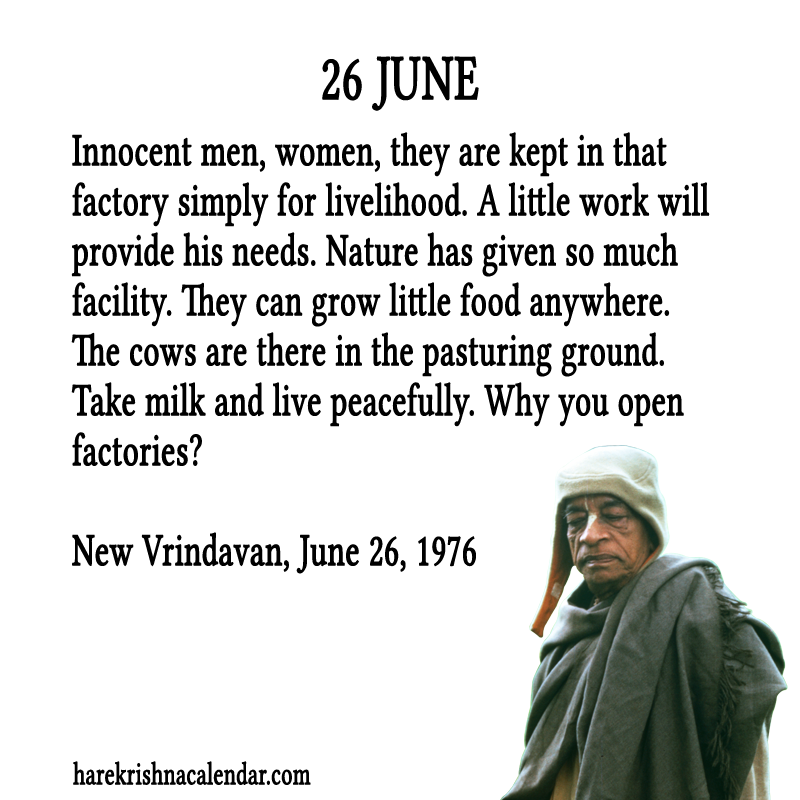 26 JUNE
Innocent men, women, they are kept in that
factory simply for livelihood. A little work will
provide his needs. Nature has given so much
facility. They can grow little food anywhere.
The cows are there in the pasturing ground.
Take milk and live peacefully. Why you open
factories?
New Vrindavan, June 26, 1976
harekrishnacalendar.com